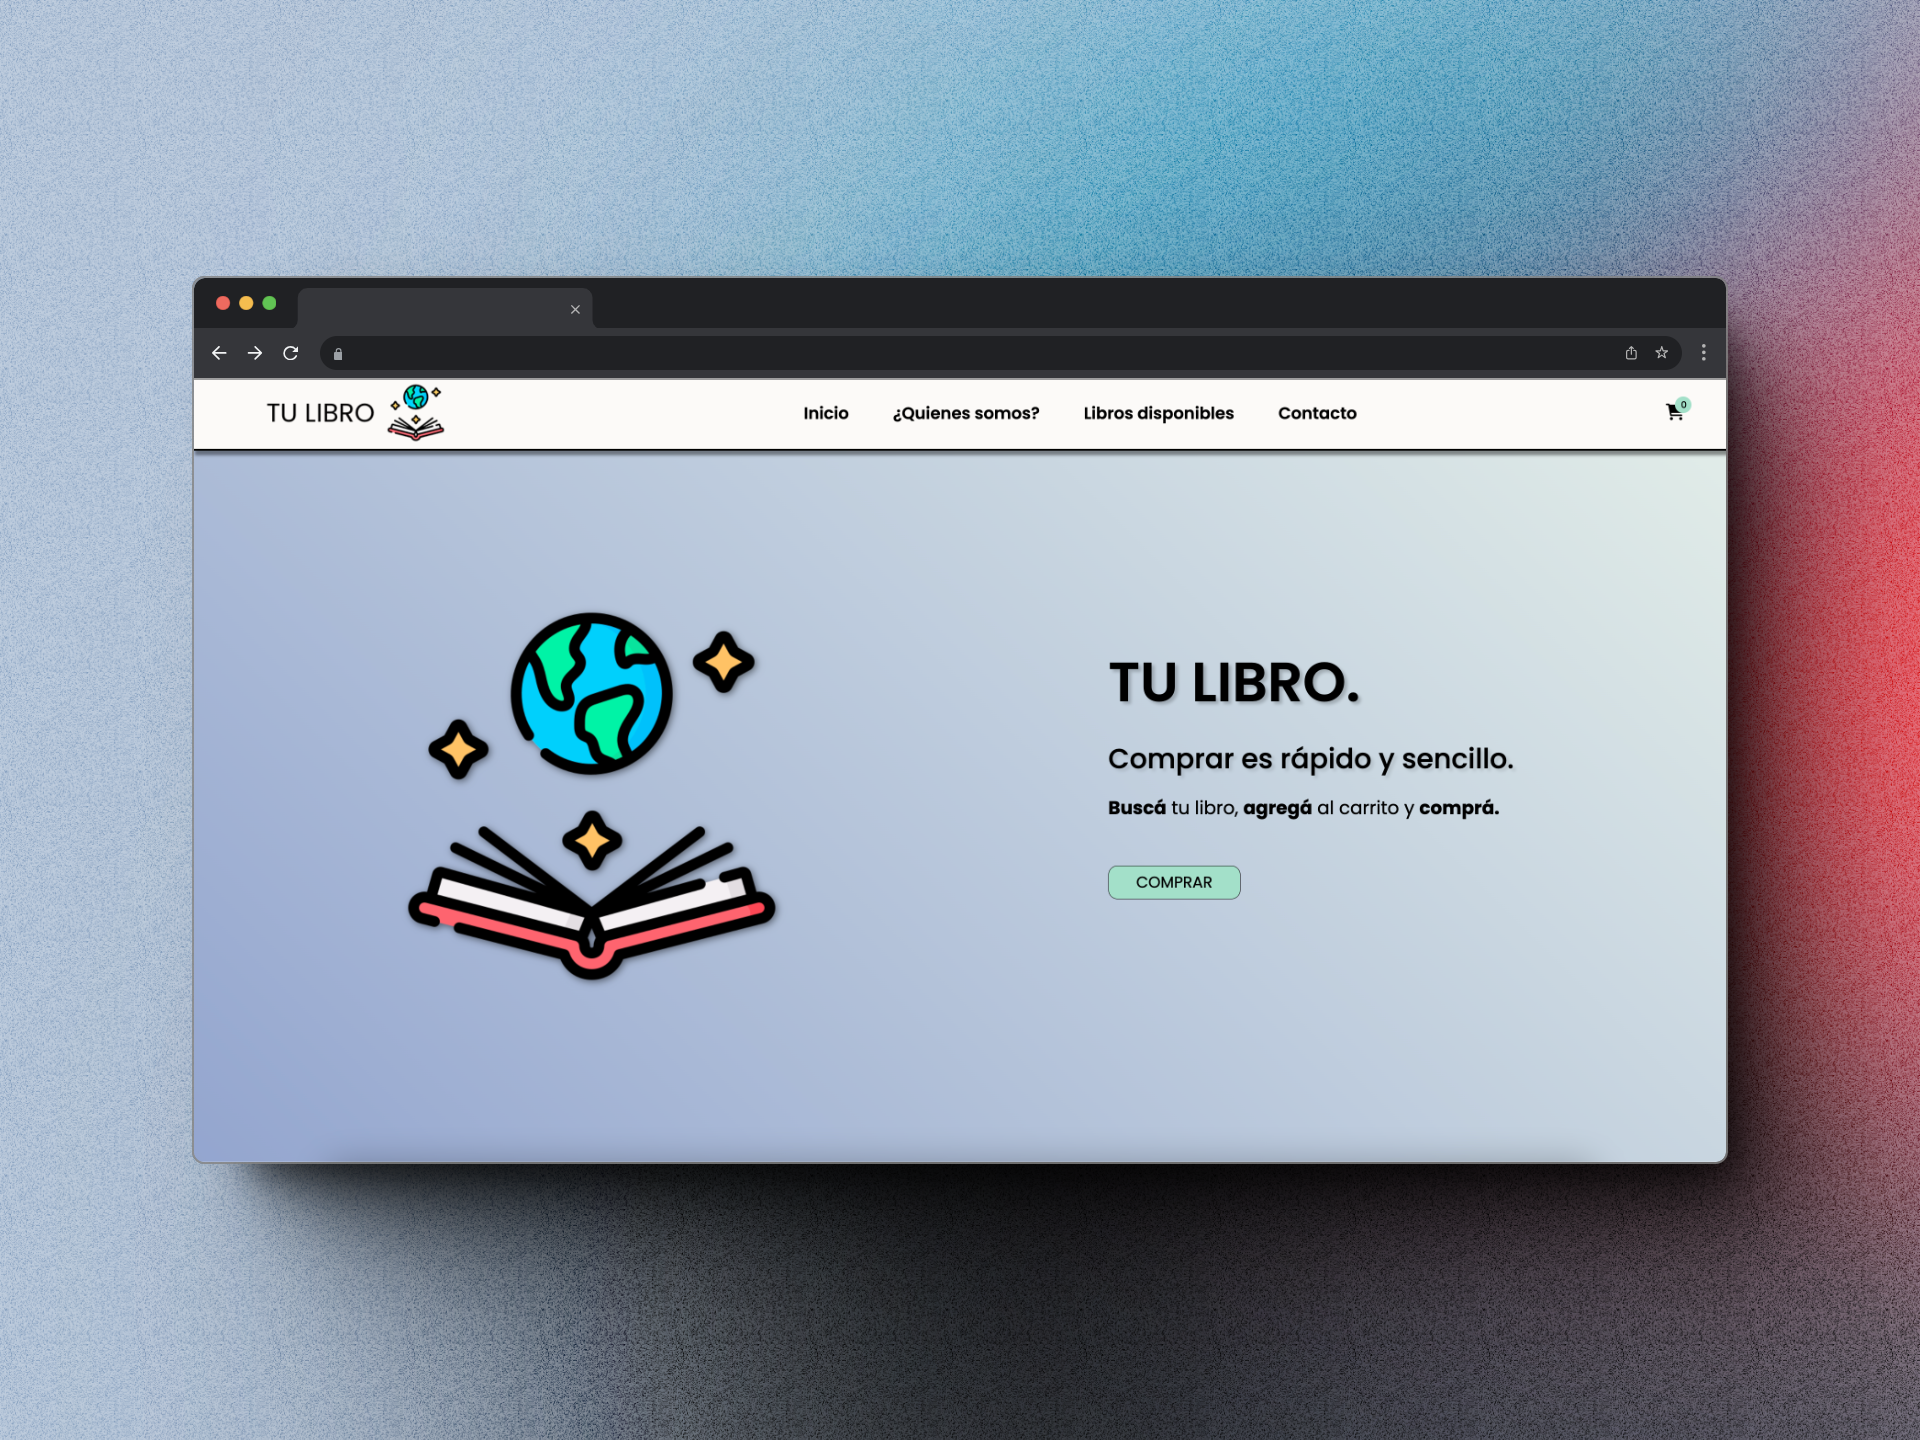 TU LIBRO
Inicio ¿Quienes somos? Libros disponibles Contacto
0
TU LIBRO.
Comprar es rápido y sencillo.
Buscá tu libro, agregá al carrito y comprá.
COMPRAR